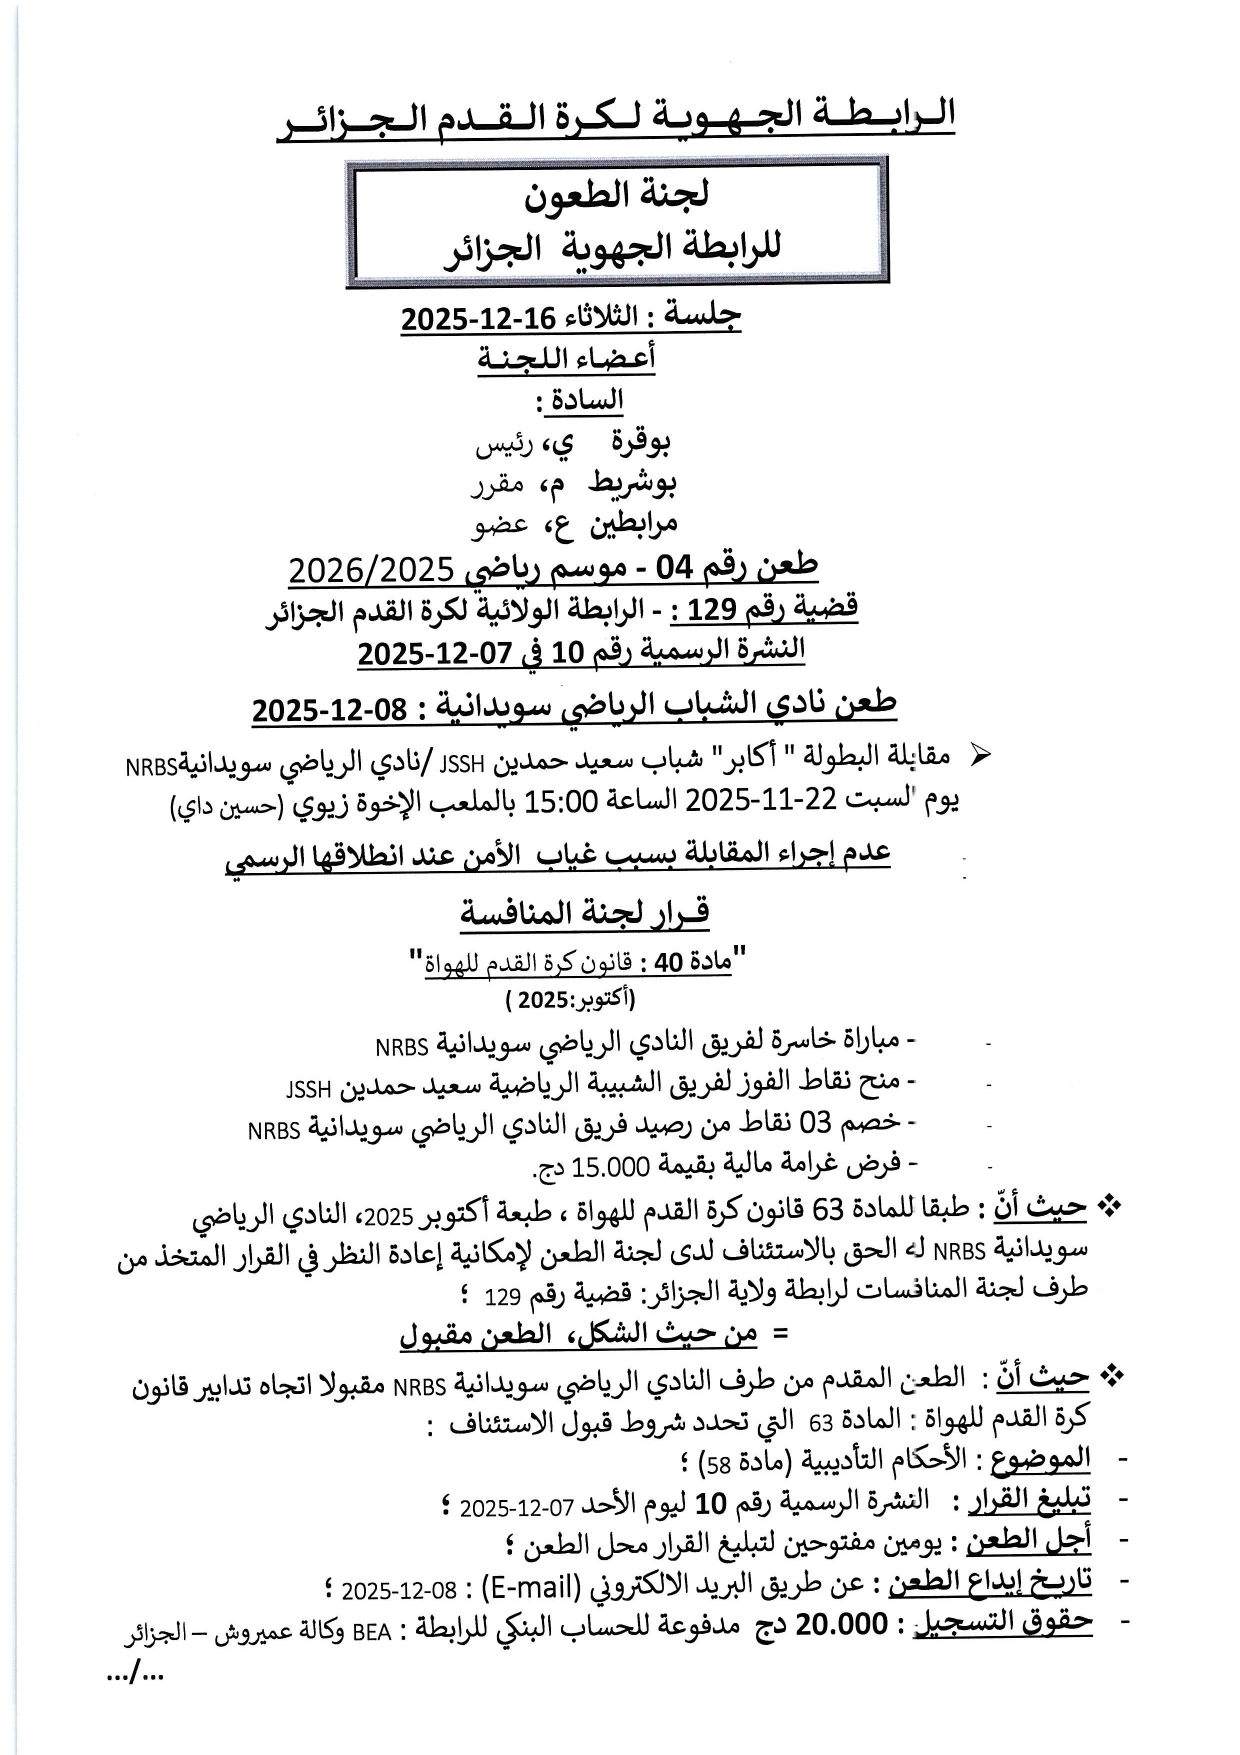 الرابطة الجهوية لكرة القدم الجزائر
لجنة الطعون
للرابطة الجهوية الجزائر
جلسة : الثلاثاء 16-12-2025
أعضاء اللجنة
السادة :
بوقرة ي، رئيس
بوشريط م، مقرر
مرابطين ع، عضو
طعن رقم 04 - موسم رياضي 2026/2025
قضية رقم 129 : - الرابطة الولائية لكرة القدم الجزائر
النشرة الرسمية رقم 10 في 07-12-2025
طعن نادي الشباب الرياضي سويدانية : 08-12-2025
➢ مقابلة البطولة " أكابر" شباب سعيد حمدين JSSH /نادي الرياضي سويدانيةNRBS
يوم السبت 22-11-2025 الساعة 15:00 بالملعب الإخوة زيوي (حسين داي)
عدم إجراء المقابلة بسبب غياب الأمن عند انطلاقها الرسمي
قرار لجنة المنافسة
"مادة 40 : قانون كرة القدم للهواة"
(أكتوبر:2025 )
- - مباراة خاسرة لفريق النادي الرياضي سويدانية NRBS
- - منح نقاط الفوز لفريق الشبيبة الرياضية سعيد حمدين JSSH
- - خصم 03 نقاط من رصيد فريق النادي الرياضي سويدانية NRBS
- - فرض غرامة مالية بقيمة 15.000 دج.
❖ حيث أنّ : طبقا للمادة 63 قانون كرة القدم للهواة ، طبعة أكتوبر 2025، النادي الرياضي
سويدانية NRBS له الحق بالاستئناف لدى لجنة الطعن لإمكانية إعادة النظر في القرار المتخذ من
طرف لجنة المنافسات لرابطة ولاية الجزائر: قضية رقم 129 ؛
= من حيث الشكل، الطعن مقبول
❖ حيث أنّ : الطعن المقدم من طرف النادي الرياضي سويدانية NRBS مقبولا اتجاه تدابير قانون
كرة القدم للهواة : المادة 63 التي تحدد شروط قبول الاستئناف :
- الموضوع : الأحكام التأديبية (مادة 58) ؛
- تبليغ القرار : النشرة الرسمية رقم 10 ليوم الأحد 07-12-2025 ؛
- أجل الطعن : يومين مفتوحين لتبليغ القرار محل الطعن ؛
- تاريخ إيداع الطعن : عن طريق البريد الالكتروني (E-mail) : 08-12-2025 ؛
- حقوق التسجيل : 20.000 دج مدفوعة للحساب البنكي للرابطة : BEA وكالة عميروش – الجزائر
.../...